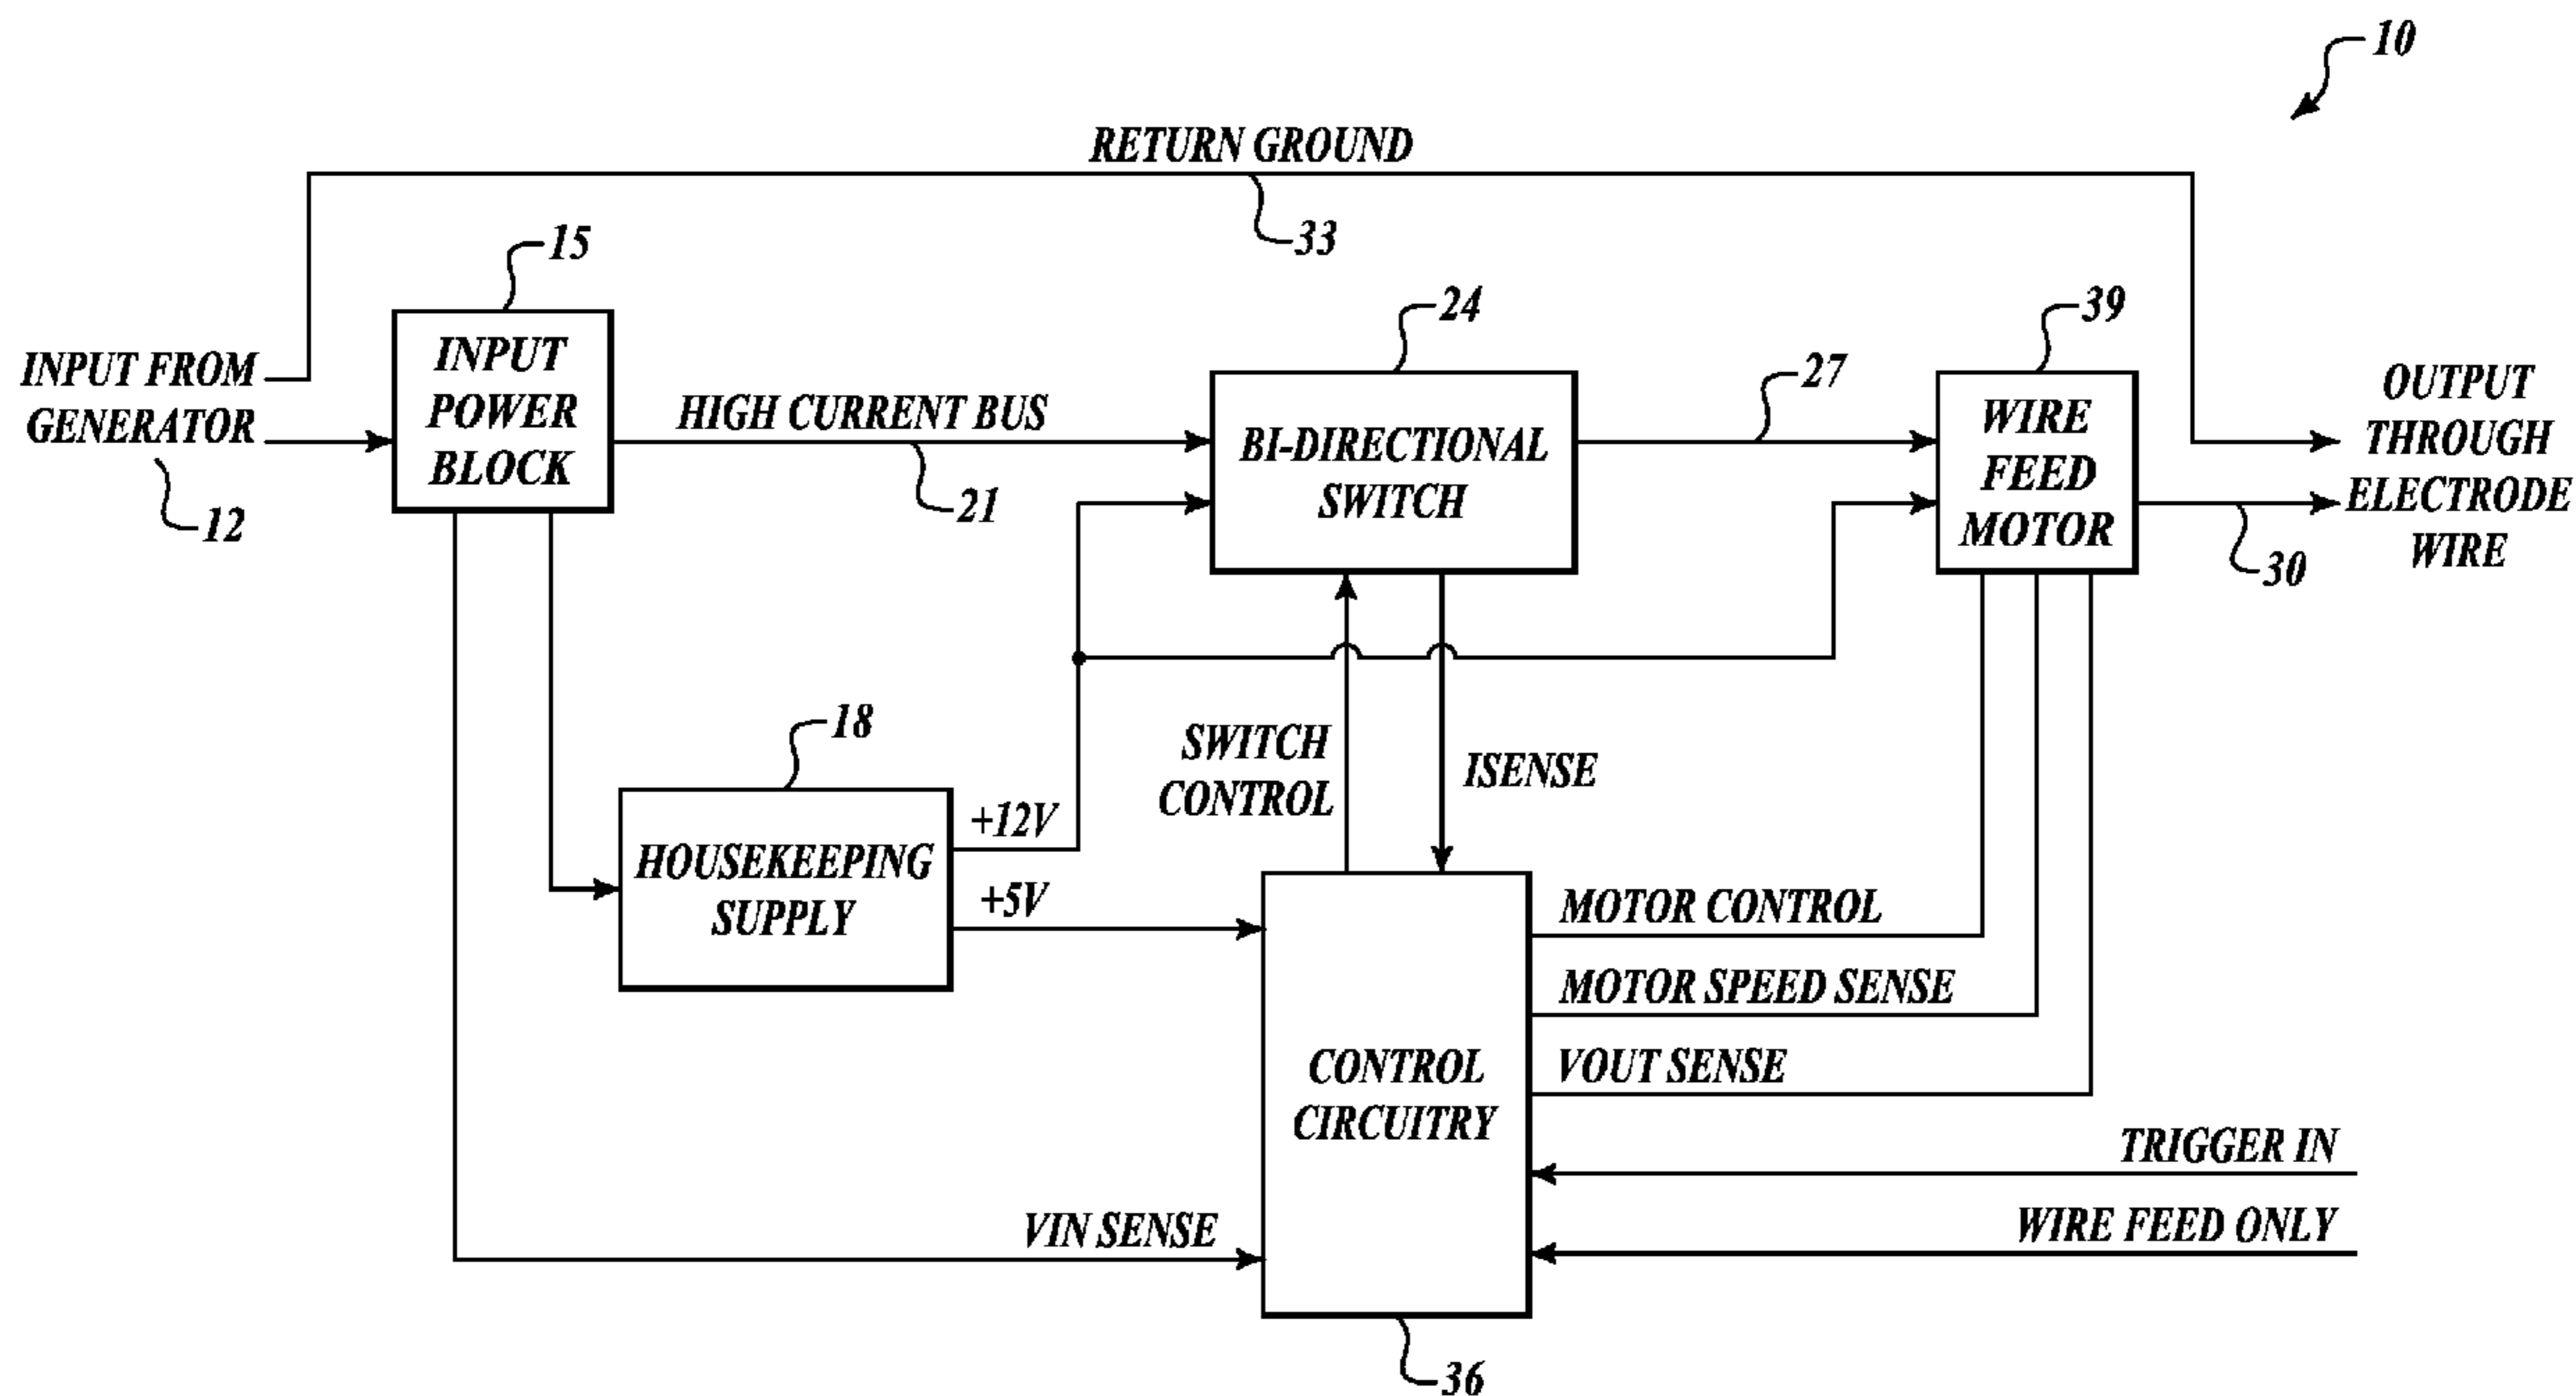 10
RETURN GROUND
33
15
24
39
INPUT FROM
GENERATOR
12
INPUT
POWER
BLOCK
HIGH CURRENT BUS
21
BI-DIRECTIONAL
SWITCH
27
WIRE
FEED
MOTOR
OUTPUT
THROUGH
ELECTRODE
WIRE
30
18
HOUSEKEEPING
SUPPLY
+12V
+5V
SWITCH
CONTROL
ISENSE
CONTROL
CIRCUITRY
MOTOR CONTROL
MOTOR SPEED SENSE
VOUT SENSE
TRIGGER IN
WIRE FEED ONLY
VIN SENSE
36